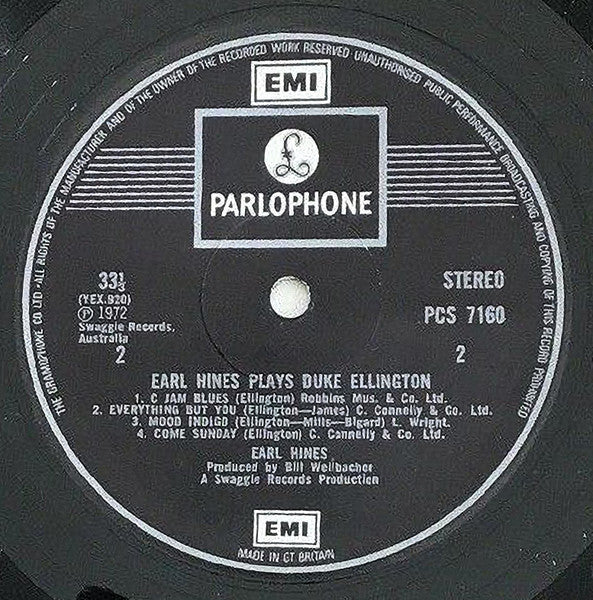 THE GRAMOPHONE CO LTD · ALL RIGHTS OF THE MANUFACTURER AND OF THE OWNER OF THE RECORDED WORK RESERVED UNAUTHORISED PUBLIC PERFORMANCE BROADCASTING AND COPYING OF THIS RECORD PROHIBITED
EMI
£
PARLOPHONE
33⅓
(YEX.920)
℗ 1972
Swaggie Records,
Australia
2
STEREO
PCS 7160
2
EARL HINES PLAYS DUKE ELLINGTON
1. C JAM BLUES (Ellington) Robbins Mus. & Co. Ltd.
2. EVERYTHING BUT YOU (Ellington—James) C. Connelly & Co. Ltd.
3. MOOD INDIGO (Ellington—Mills—Bigard) L. Wright.
4. COME SUNDAY (Ellington) C. Connelly & Co. Ltd.
EARL HINES
Produced by Bill Weilbacher
A Swaggie Records Production
EMI
MADE IN GT BRITAIN